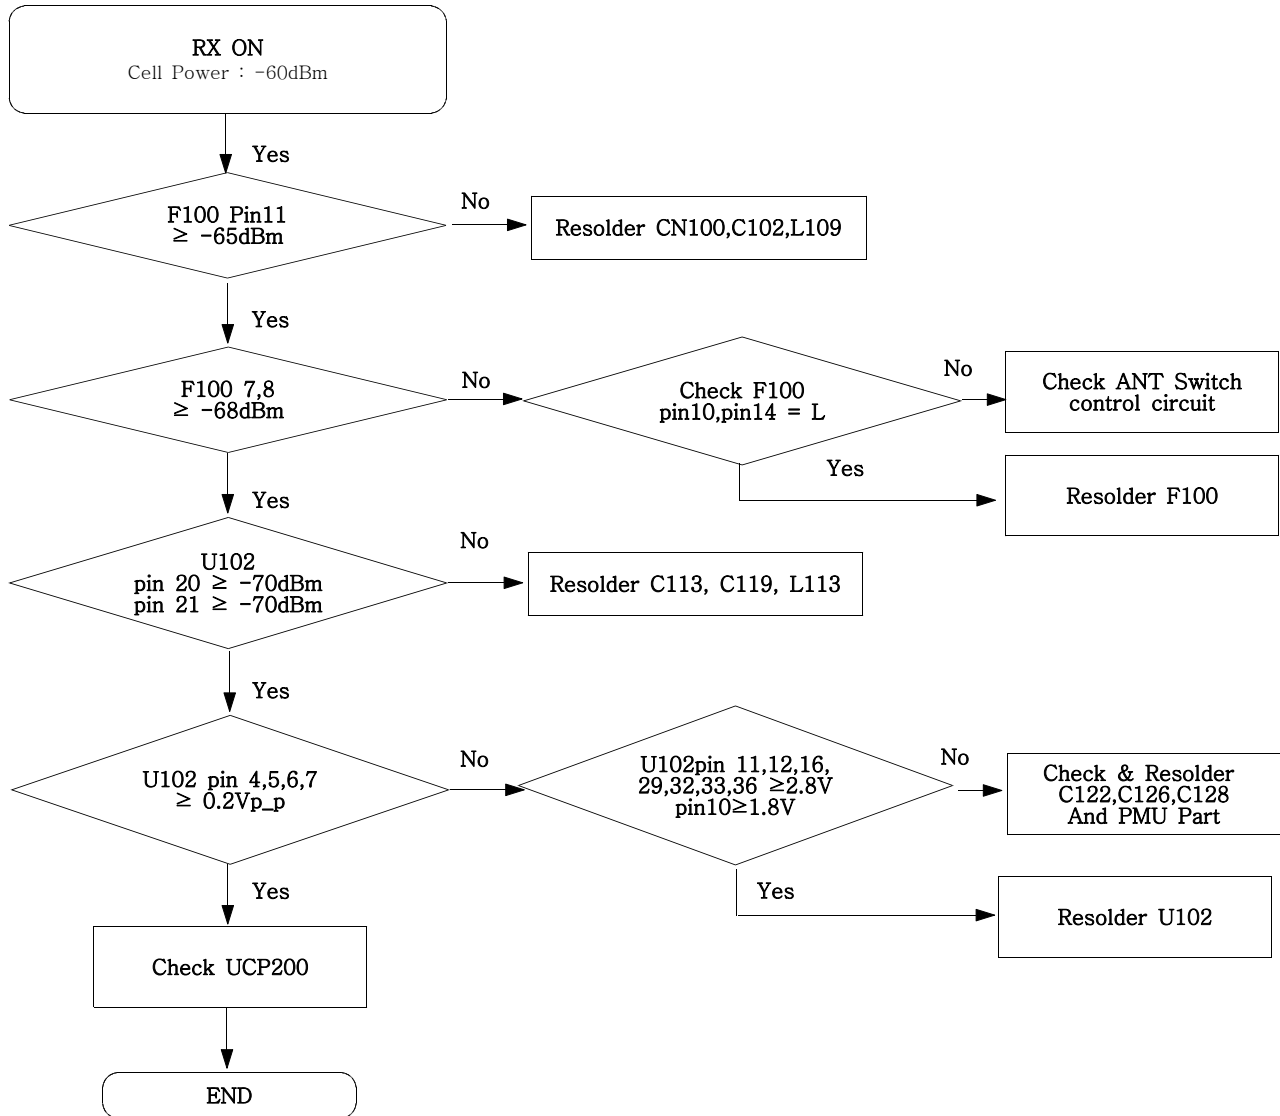 RX ON
Cell Power : -60dBm
Yes
F100 Pin11
≥ -65dBm
No
Resolder CN100,C102,L109
Yes
F100 7,8
≥ -68dBm
No
Check F100
pin10,pin14 = L
No
Check ANT Switch
control circuit
Yes
Resolder F100
Yes
U102
pin 20 ≥ -70dBm
pin 21 ≥ -70dBm
No
Resolder C113, C119, L113
Yes
U102 pin 4,5,6,7
≥ 0.2Vp_p
No
U102pin 11,12,16,
29,32,33,36 ≥2.8V
pin10≥1.8V
No
Check & Resolder
C122,C126,C128
And PMU Part
Yes
Resolder U102
Yes
Check UCP200
END